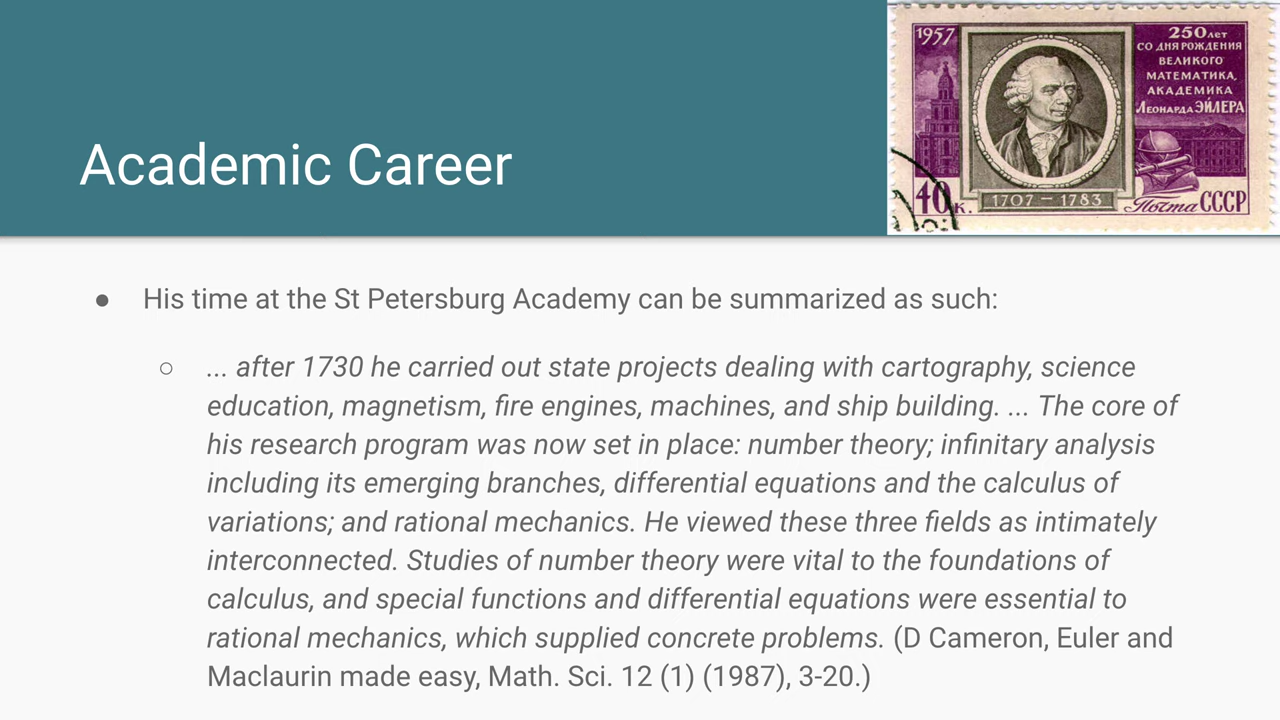 Academic Career
1957
250 лет
СО ДНЯ РОЖДЕНИЯ
ВЕЛИКОГО
МАТЕМАТИКА,
АКАДЕМИКА
ЛЕОНАРДА ЭЙЛЕРА
40 К.
1707 – 1783
Почта СССР
● His time at the St Petersburg Academy can be summarized as such:
○ ... after 1730 he carried out state projects dealing with cartography, science
education, magnetism, fire engines, machines, and ship building. ... The core of
his research program was now set in place: number theory; infinitary analysis
including its emerging branches, differential equations and the calculus of
variations; and rational mechanics. He viewed these three fields as intimately
interconnected. Studies of number theory were vital to the foundations of
calculus, and special functions and differential equations were essential to
rational mechanics, which supplied concrete problems. (D Cameron, Euler and
Maclaurin made easy, Math. Sci. 12 (1) (1987), 3-20.)